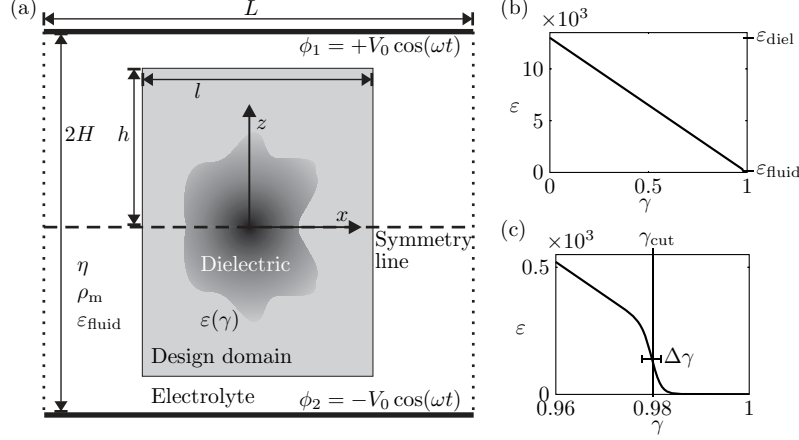 (a)
L
ϕ₁ = +V₀ cos(ωt)
l
2H
h
z
x
Symmetry
line
Dielectric
η
ρₘ
ε_fluid
ε(γ)
Design domain
Electrolyte
ϕ₂ = −V₀ cos(ωt)
(b)
×10³
ε_diel
10
ε
5
0
ε_fluid
0
0.5
1
γ
(c)
×10³
γ_cut
0.5
ε
Δγ
0
0.96
0.98
1
γ